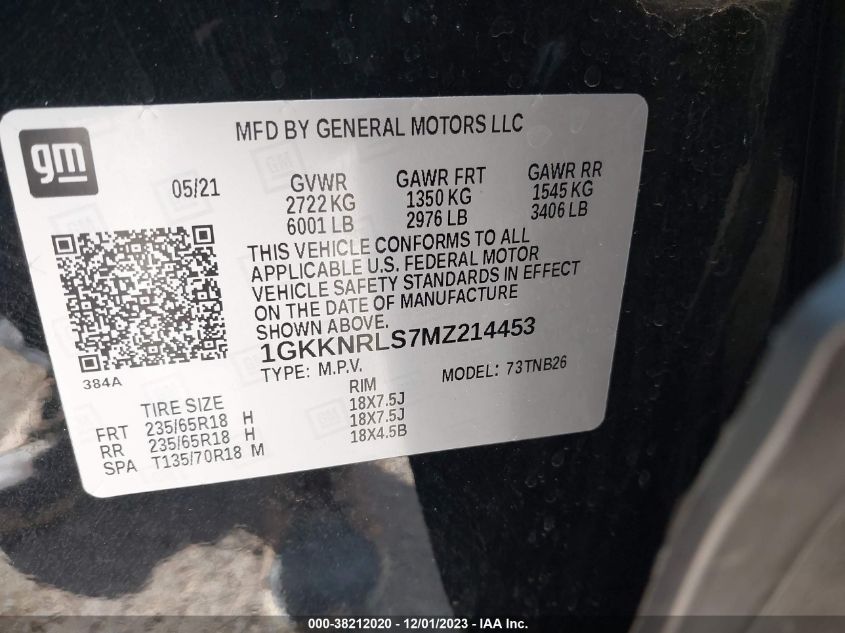 gm
MFD BY GENERAL MOTORS LLC
05/21
GVWR
2722 KG
6001 LB
GAWR FRT
1350 KG
2976 LB
GAWR RR
1545 KG
3406 LB
THIS VEHICLE CONFORMS TO ALL
APPLICABLE U.S. FEDERAL MOTOR
VEHICLE SAFETY STANDARDS IN EFFECT
ON THE DATE OF MANUFACTURE
SHOWN ABOVE.
1GKKNRLS7MZ214453
TYPE: M.P.V. MODEL: 73TNB26
384A
TIRE SIZE RIM
FRT 235/65R18 H 18X7.5J
RR 235/65R18 H 18X7.5J
SPA T135/70R18 M 18X4.5B
000-38212020 - 12/01/2023 - IAA Inc.